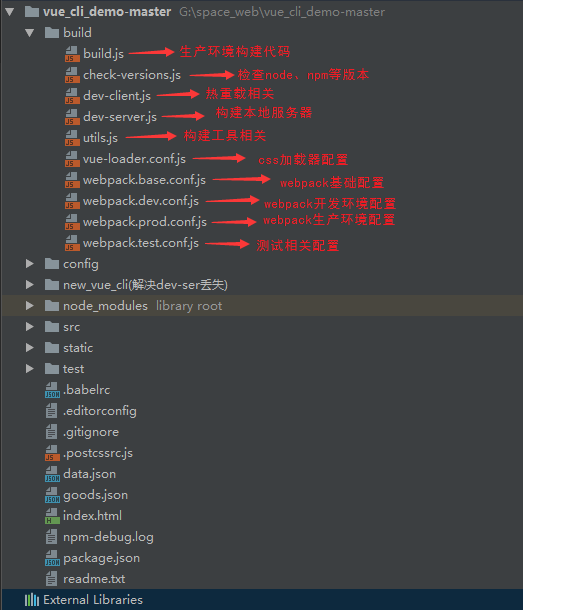 vue_cli_demo-master G:\space_web\vue_cli_demo-master
build
build.js 生产环境构建代码
check-versions.js 检查node、npm等版本
dev-client.js 热重载相关
dev-server.js 构建本地服务器
utils.js 构建工具相关
vue-loader.conf.js css加载器配置
webpack.base.conf.js webpack基础配置
webpack.dev.conf.js webpack开发环境配置
webpack.prod.conf.js webpack生产环境配置
webpack.test.conf.js 测试相关配置
config
new_vue_cli(解决dev-ser丢失)
node_modules library root
src
static
test
.babelrc
.editorconfig
.gitignore
.postcssrc.js
data.json
goods.json
index.html
npm-debug.log
package.json
readme.txt
External Libraries